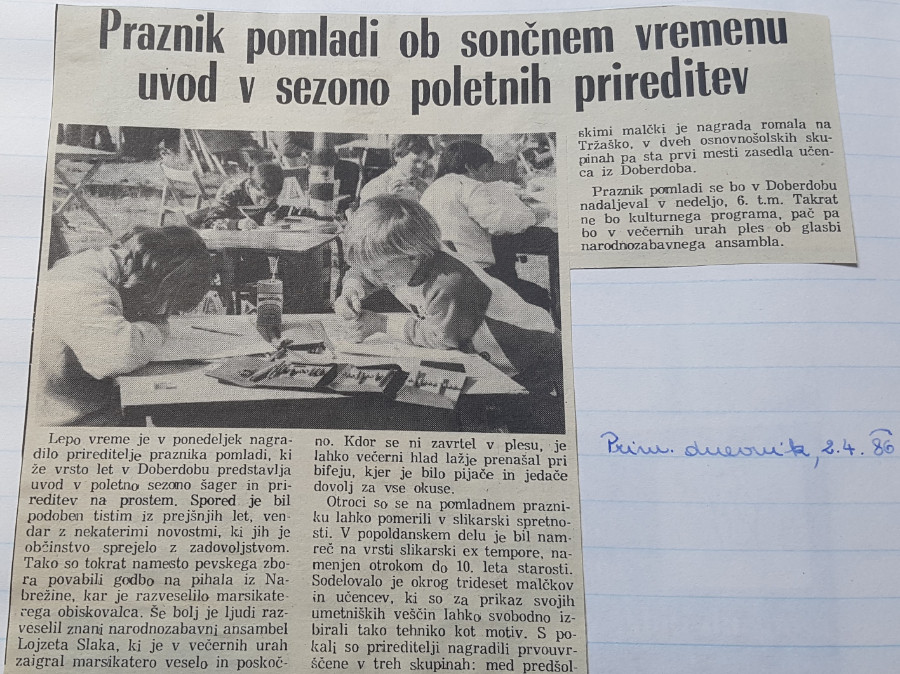 Praznik pomladi ob sončnem vremenu
uvod v sezono poletnih prireditev
Lepo vreme je v ponedeljek nagra-
dilo prireditelje praznika pomladi, ki
že vrsto let v Doberdobu predstavlja
uvod v poletno sezono šager in pri-
reditev na prostem. Spored je bil
podoben tistim iz prejšnjih let, ven-
dar z nekaterimi novostmi, ki jih je
občinstvo sprejelo z zadovoljstvom.
Tako so tokrat namesto pevskega zbo-
ra povabili godbo na pihala iz Na-
brežine, kar je razveselilo marsikate-
rega obiskovalca. Še bolj je ljudi raz-
veselil znani narodnozabavni ansambel
Lojzeta Slaka, ki je v večernih urah
zaigral marsikatero veselo in poskoč-
no. Kdor se ni zavrtel v plesu, je
lahko večerni hlad lažje prenašal pri
bifeju, kjer je bilo pijače in jedače
dovolj za vse okuse.
Otroci so se na pomladnem prazni-
ku lahko pomerili v slikarski spretno-
sti. V popoldanskem delu je bil nam-
reč na vrsti slikarski ex tempore, na-
menjen otrokom do 10. leta starosti.
Sodelovalo je okrog trideset malčkov
in učencev, ki so za prikaz svojih
umetniških veščin lahko svobodno iz-
birali tako tehniko kot motiv. S po-
kali so prireditelji nagradili prvouvr-
ščene v treh skupinah: med predšol-
skimi malčki je nagrada romala na
Tržaško, v dveh osnovnošolskih sku-
pinah pa sta prvi mesti zasedla učen-
ca iz Doberdoba.
Praznik pomladi se bo v Doberdobu
nadaljeval v nedeljo, 6. t.m. Takrat
ne bo kulturnega programa, pač pa
bo v večernih urah ples ob glasbi
narodnozabavnega ansambla.
Prim. dnevnik, 2.4. 86